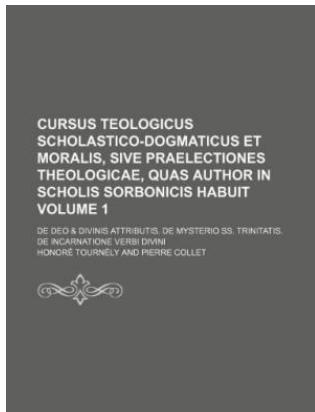 CURSUS TEOLOGICUS
SCHOLASTICO-DOGMATICUS ET
MORALIS, SIVE PRAELECTIONES
THEOLOGICAE, QUAS AUTHOR IN
SCHOLIS SORBONICIS HABUIT
VOLUME 1
DE DEO & DIVINIS ATTRIBUTIS. DE MYSTERIO SS. TRINITATIS.
DE INCARNATIONE VERBI DIVINI
HONORÉ TOURNÉLY AND PIERRE COLLET